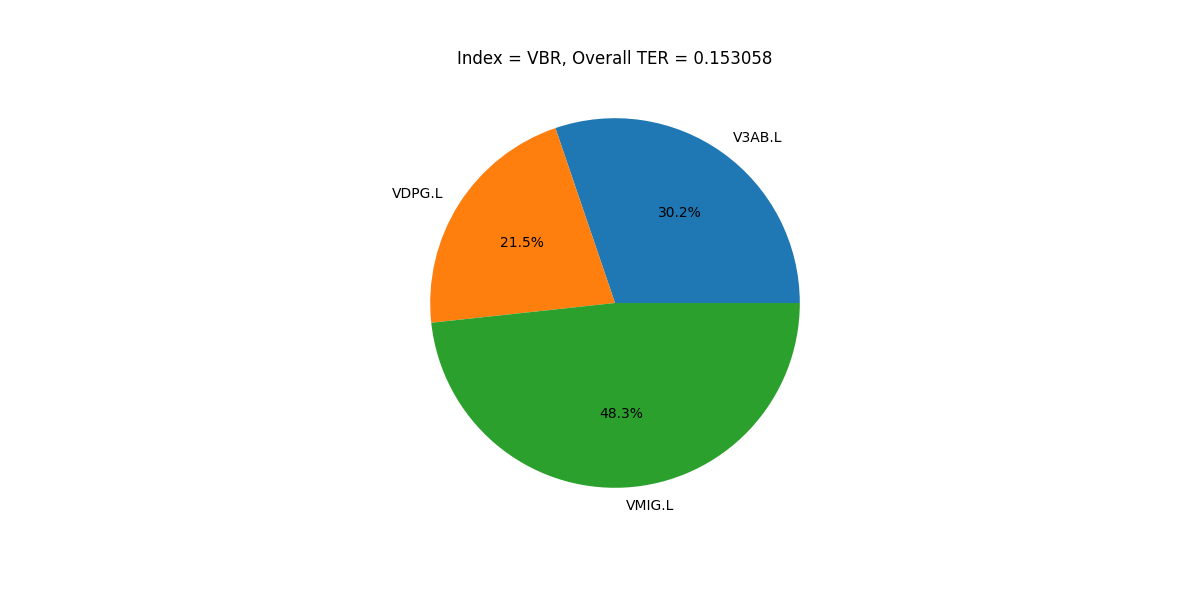 Index = VBR, Overall TER = 0.153058
V3AB.L
VDPG.L
30.2%
21.5%
48.3%
VMIG.L